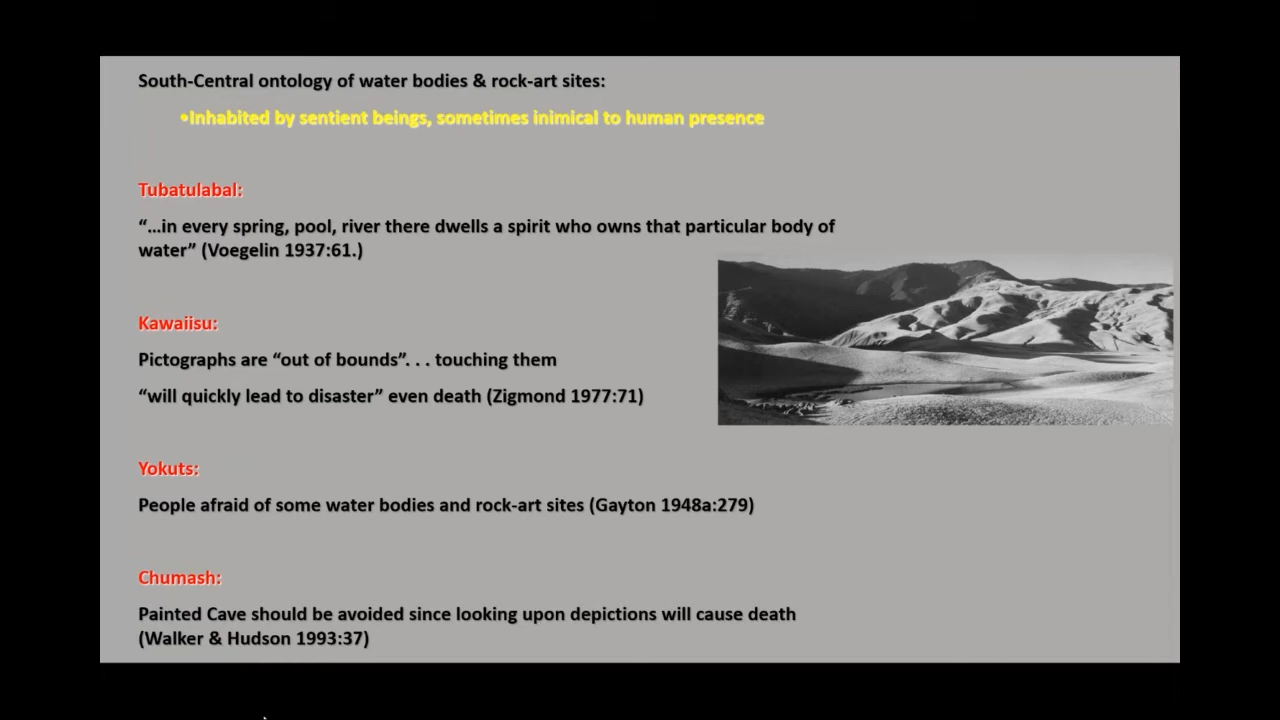 South-Central ontology of water bodies & rock-art sites:
•Inhabited by sentient beings, sometimes inimical to human presence
Tubatulabal:
“…in every spring, pool, river there dwells a spirit who owns that particular body of
water” (Voegelin 1937:61.)
Kawaiisu:
Pictographs are “out of bounds”. . . touching them
“will quickly lead to disaster” even death (Zigmond 1977:71)
Yokuts:
People afraid of some water bodies and rock-art sites (Gayton 1948a:279)
Chumash:
Painted Cave should be avoided since looking upon depictions will cause death
(Walker & Hudson 1993:37)